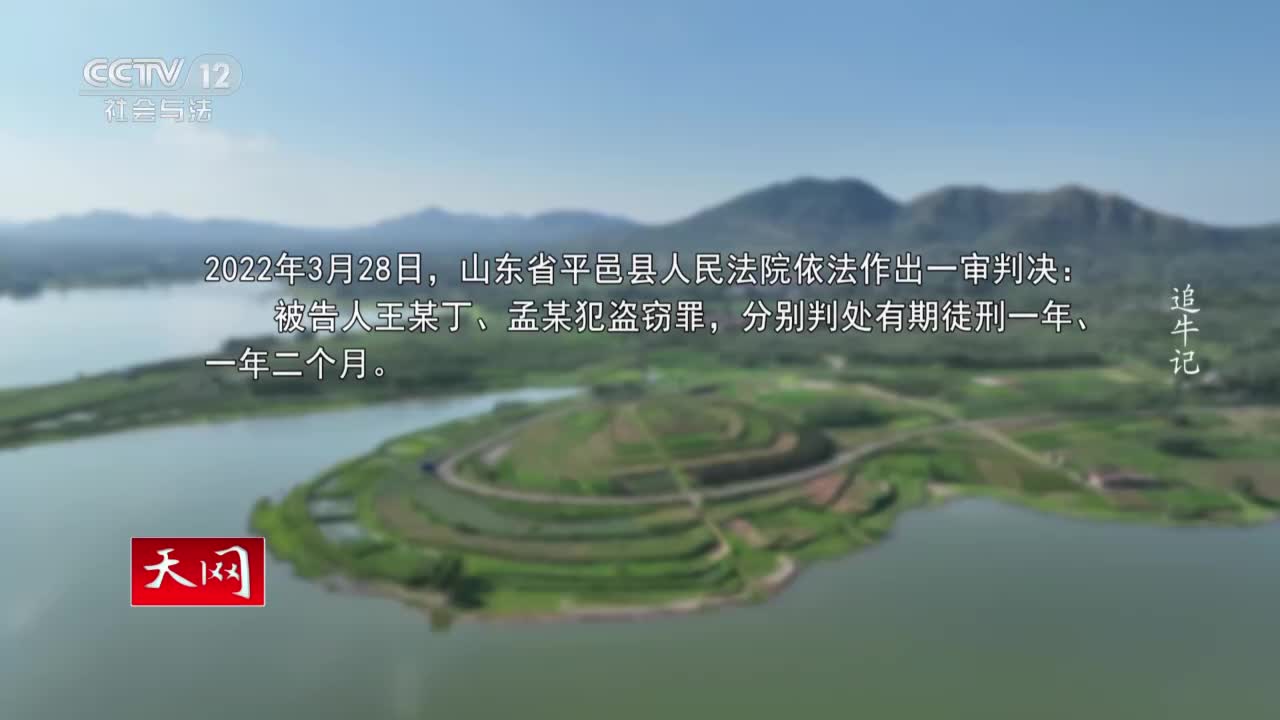 CCTV 12
社会与法
2022年3月28日，山东省平邑县人民法院依法作出一审判决：
被告人王某丁、孟某犯盗窃罪，分别判处有期徒刑一年、
一年二个月。
追牛记
天网